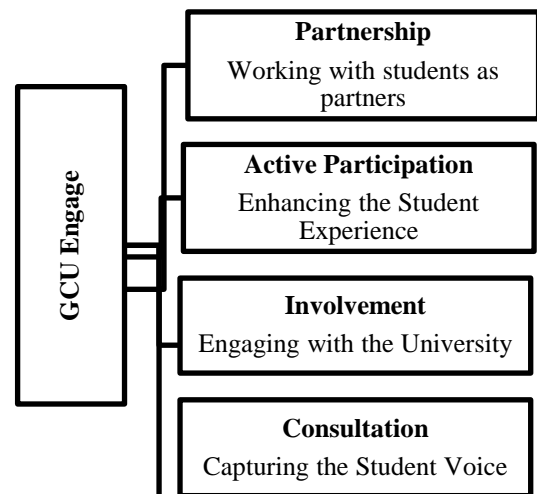 GCU Engage
Partnership
Working with students as
partners
Active Participation
Enhancing the Student
Experience
Involvement
Engaging with the University
Consultation
Capturing the Student Voice